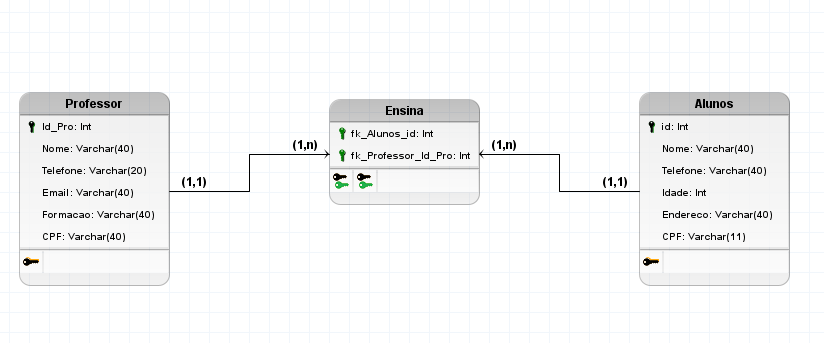 Professor
Id_Pro: Int
Nome: Varchar(40)
Telefone: Varchar(20)
Email: Varchar(40)
Formacao: Varchar(40)
CPF: Varchar(40)
(1,1)
(1,n)
Ensina
fk_Alunos_id: Int
fk_Professor_Id_Pro: Int
(1,n)
(1,1)
Alunos
id: Int
Nome: Varchar(40)
Telefone: Varchar(40)
Idade: Int
Endereco: Varchar(40)
CPF: Varchar(11)